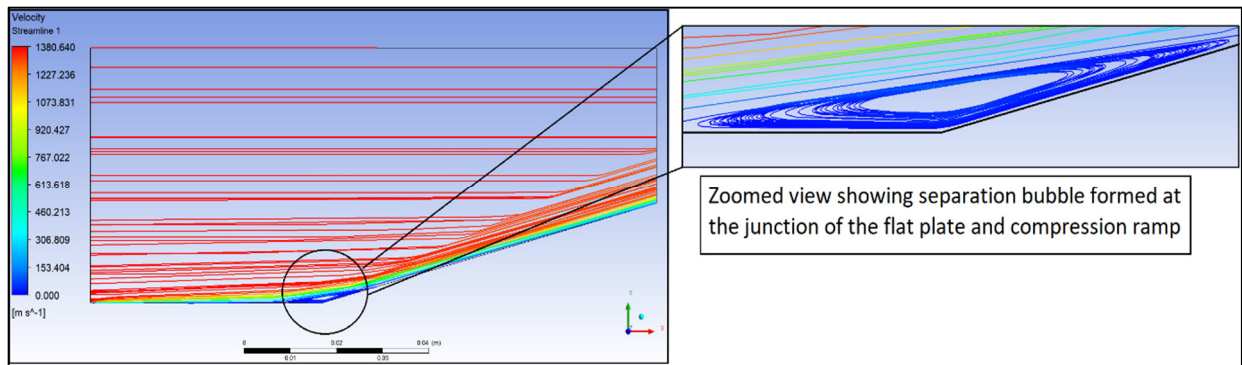 Velocity
Streamline 1
1380.640
1227.236
1073.831
920.427
767.022
613.618
460.213
306.809
153.404
0.000
[m s^-1]
0 0.02 0.04 (m)
0.01 0.03
Y
X
Zoomed view showing separation bubble formed at
the junction of the flat plate and compression ramp